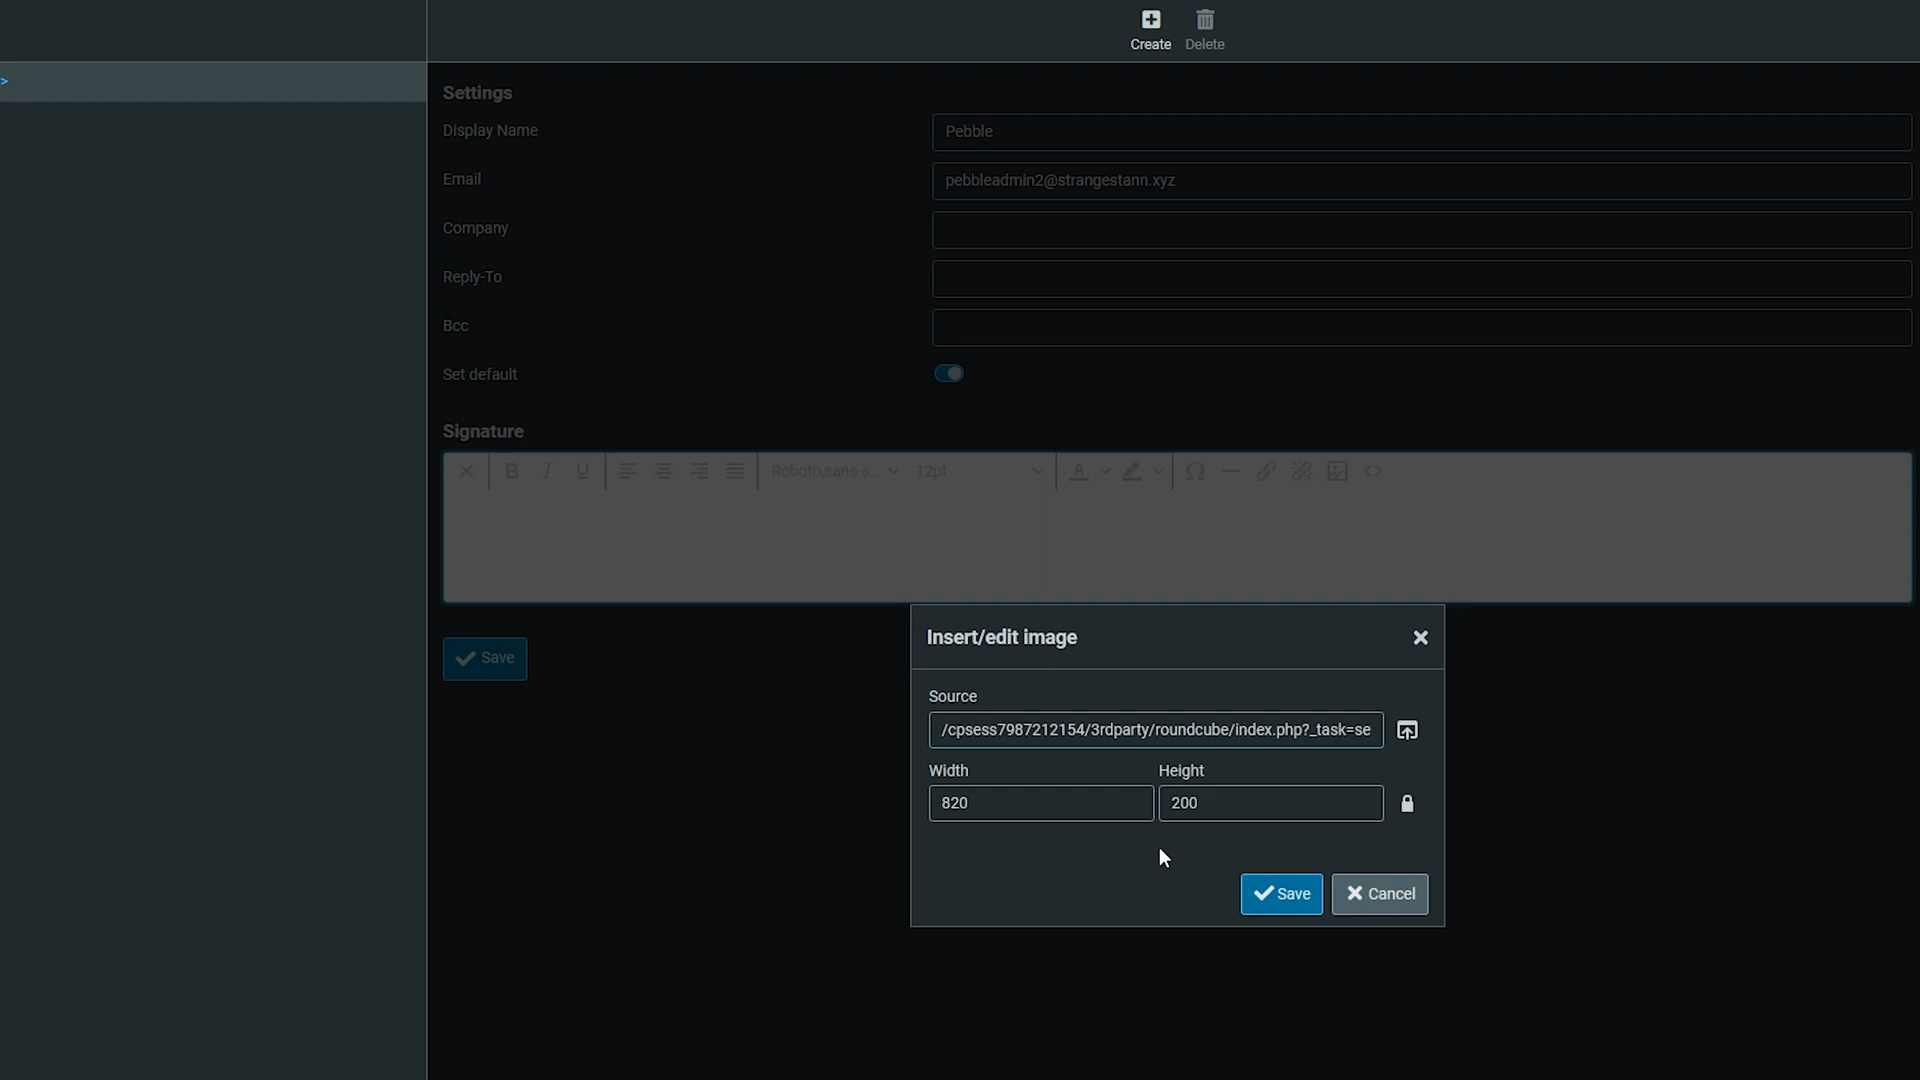 Create Delete
>
Settings
Display Name
Pebble
Email
pebbleadmin2@strangestann.xyz
Company
Reply-To
Bcc
Set default
Signature
B I U Roboto,sans-s... 12pt A Ω
Save
Insert/edit image
Source
/cpsess7987212154/3rdparty/roundcube/index.php?_task=se
Width Height
820 200
Save Cancel